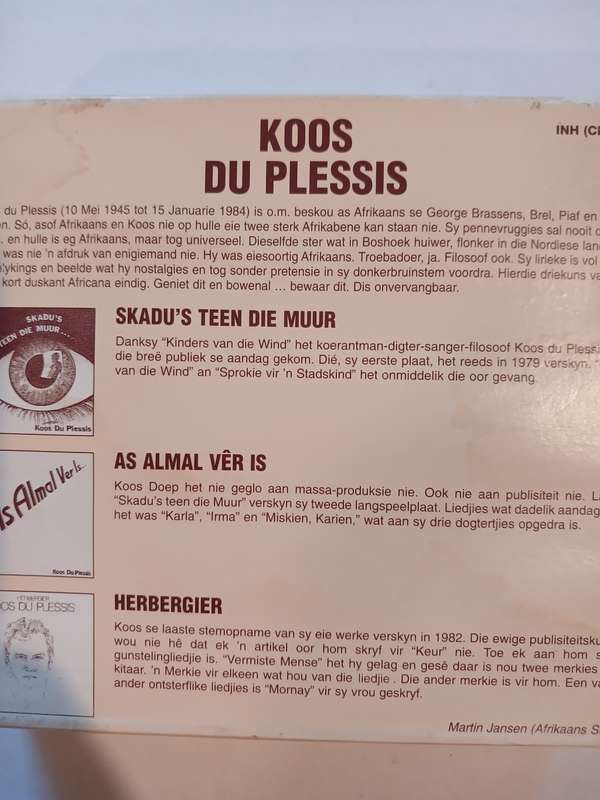 KOOS
DU PLESSIS
INH (CD
du Plessis (10 Mei 1945 tot 15 Januarie 1984) is o.m. beskou as Afrikaans se George Brassens, Brel, Piaf en
en. Só, asof Afrikaans en Koos nie op hulle eie twee sterk Afrikabene kan staan nie. Sy pennevruggies sal nooit
. en hulle is eg Afrikaans, maar tog universeel. Dieselfde ster wat in Boshoek huiwer, flonker in die Nordiese
was nie 'n afdruk van enigiemand nie. Hy was eiesoortig Afrikaans. Troebadoer, ja. Filosoof ook. Sy lirieke is vol
lykings en beelde wat hy nostalgies en tog sonder pretensie in sy donkerbruinstem voordra. Hierdie driekuns
kort duskant Africana eindig. Geniet dit en bowenal ... bewaar dit. Dis onvervangbaar.
SKADU'S
TEEN DIE MUUR...
Koos Du Plessis
SKADU'S TEEN DIE MUUR
Danksy “Kinders van die Wind” het koerantman-digter-sanger-filosoof Koos du Plessi
die breë publiek se aandag gekom. Dié, sy eerste plaat, het reeds in 1979 verskyn.
van die Wind” an “Sprokie vir 'n Stadskind” het onmiddelik die oor gevang.
As Almal Ver Is..
Koos Du Plessis
AS ALMAL VÊR IS
Koos Doep het nie geglo aan massa-produksie nie. Ook nie aan publisiteit nie.
“Skadu's teen die Muur” verskyn sy tweede langspeelplaat. Liedjies wat dadelik aandag
het was “Karla”, “Irma” en “Miskien, Karien,” wat aan sy drie dogtertjies opgedra is.
HERBERGIER
KOOS DU PLESSIS
HERBERGIER
Koos se laaste stemopname van sy eie werke verskyn in 1982. Die ewige publisiteitsku
wou nie hê dat ek 'n artikel oor hom skryf vir “Keur” nie. Toe ek aan hom s
gunstelingliedjie is. “Vermiste Mense” het hy gelag en gesê daar is nou twee merkies
kitaar. 'n Merkie vir elkeen wat hou van die liedjie . Die ander merkie is vir hom. Een va
ander ontsterflike liedjies is “Mornay” vir sy vrou geskryf.
Martin Jansen (Afrikaans S